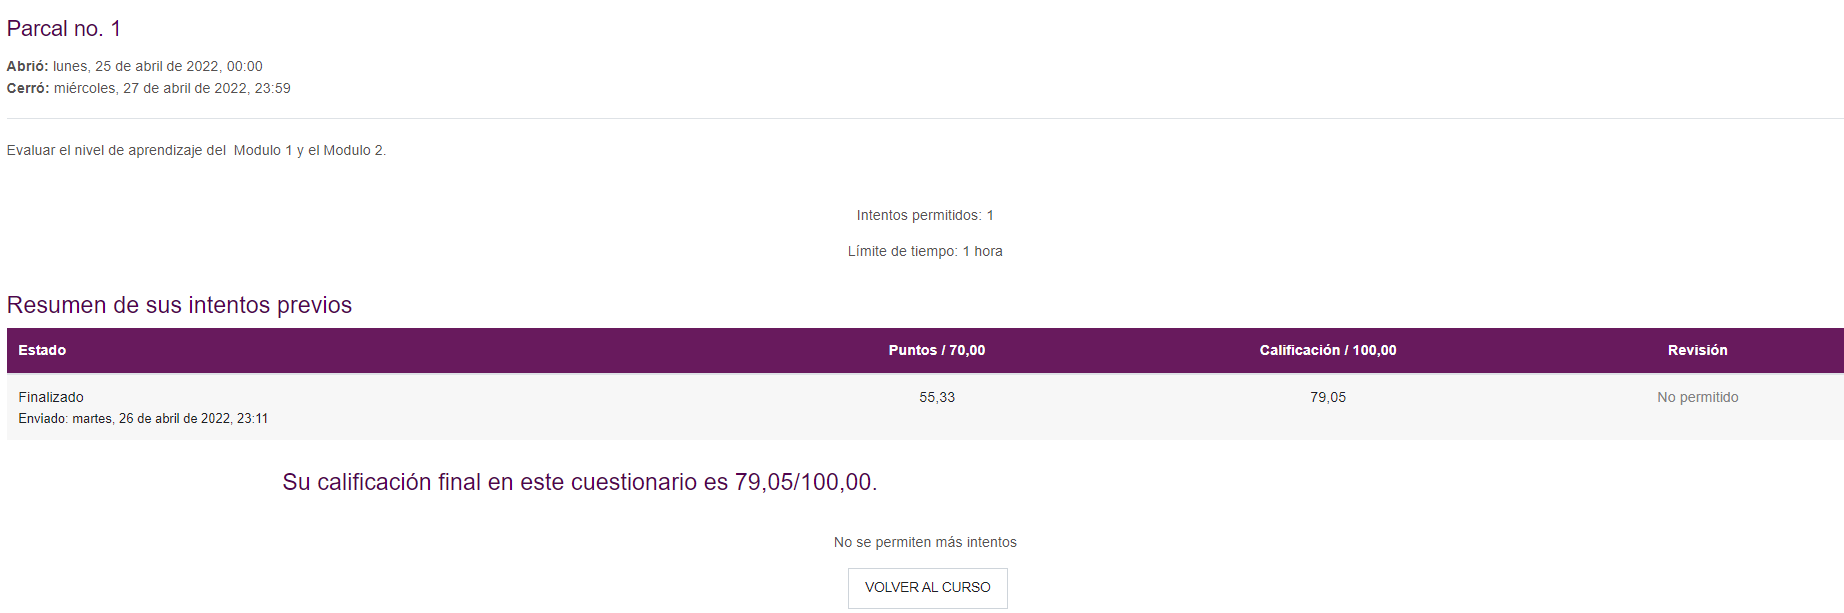 Parcal no. 1
Abrió: lunes, 25 de abril de 2022, 00:00
Cerró: miércoles, 27 de abril de 2022, 23:59
Evaluar el nivel de aprendizaje del  Modulo 1 y el Modulo 2.
Intentos permitidos: 1
Límite de tiempo: 1 hora
Resumen de sus intentos previos
Estado Puntos / 70,00 Calificación / 100,00 Revisión
Finalizado 55,33 79,05 No permitido
Enviado: martes, 26 de abril de 2022, 23:11
Su calificación final en este cuestionario es 79,05/100,00.
No se permiten más intentos
VOLVER AL CURSO